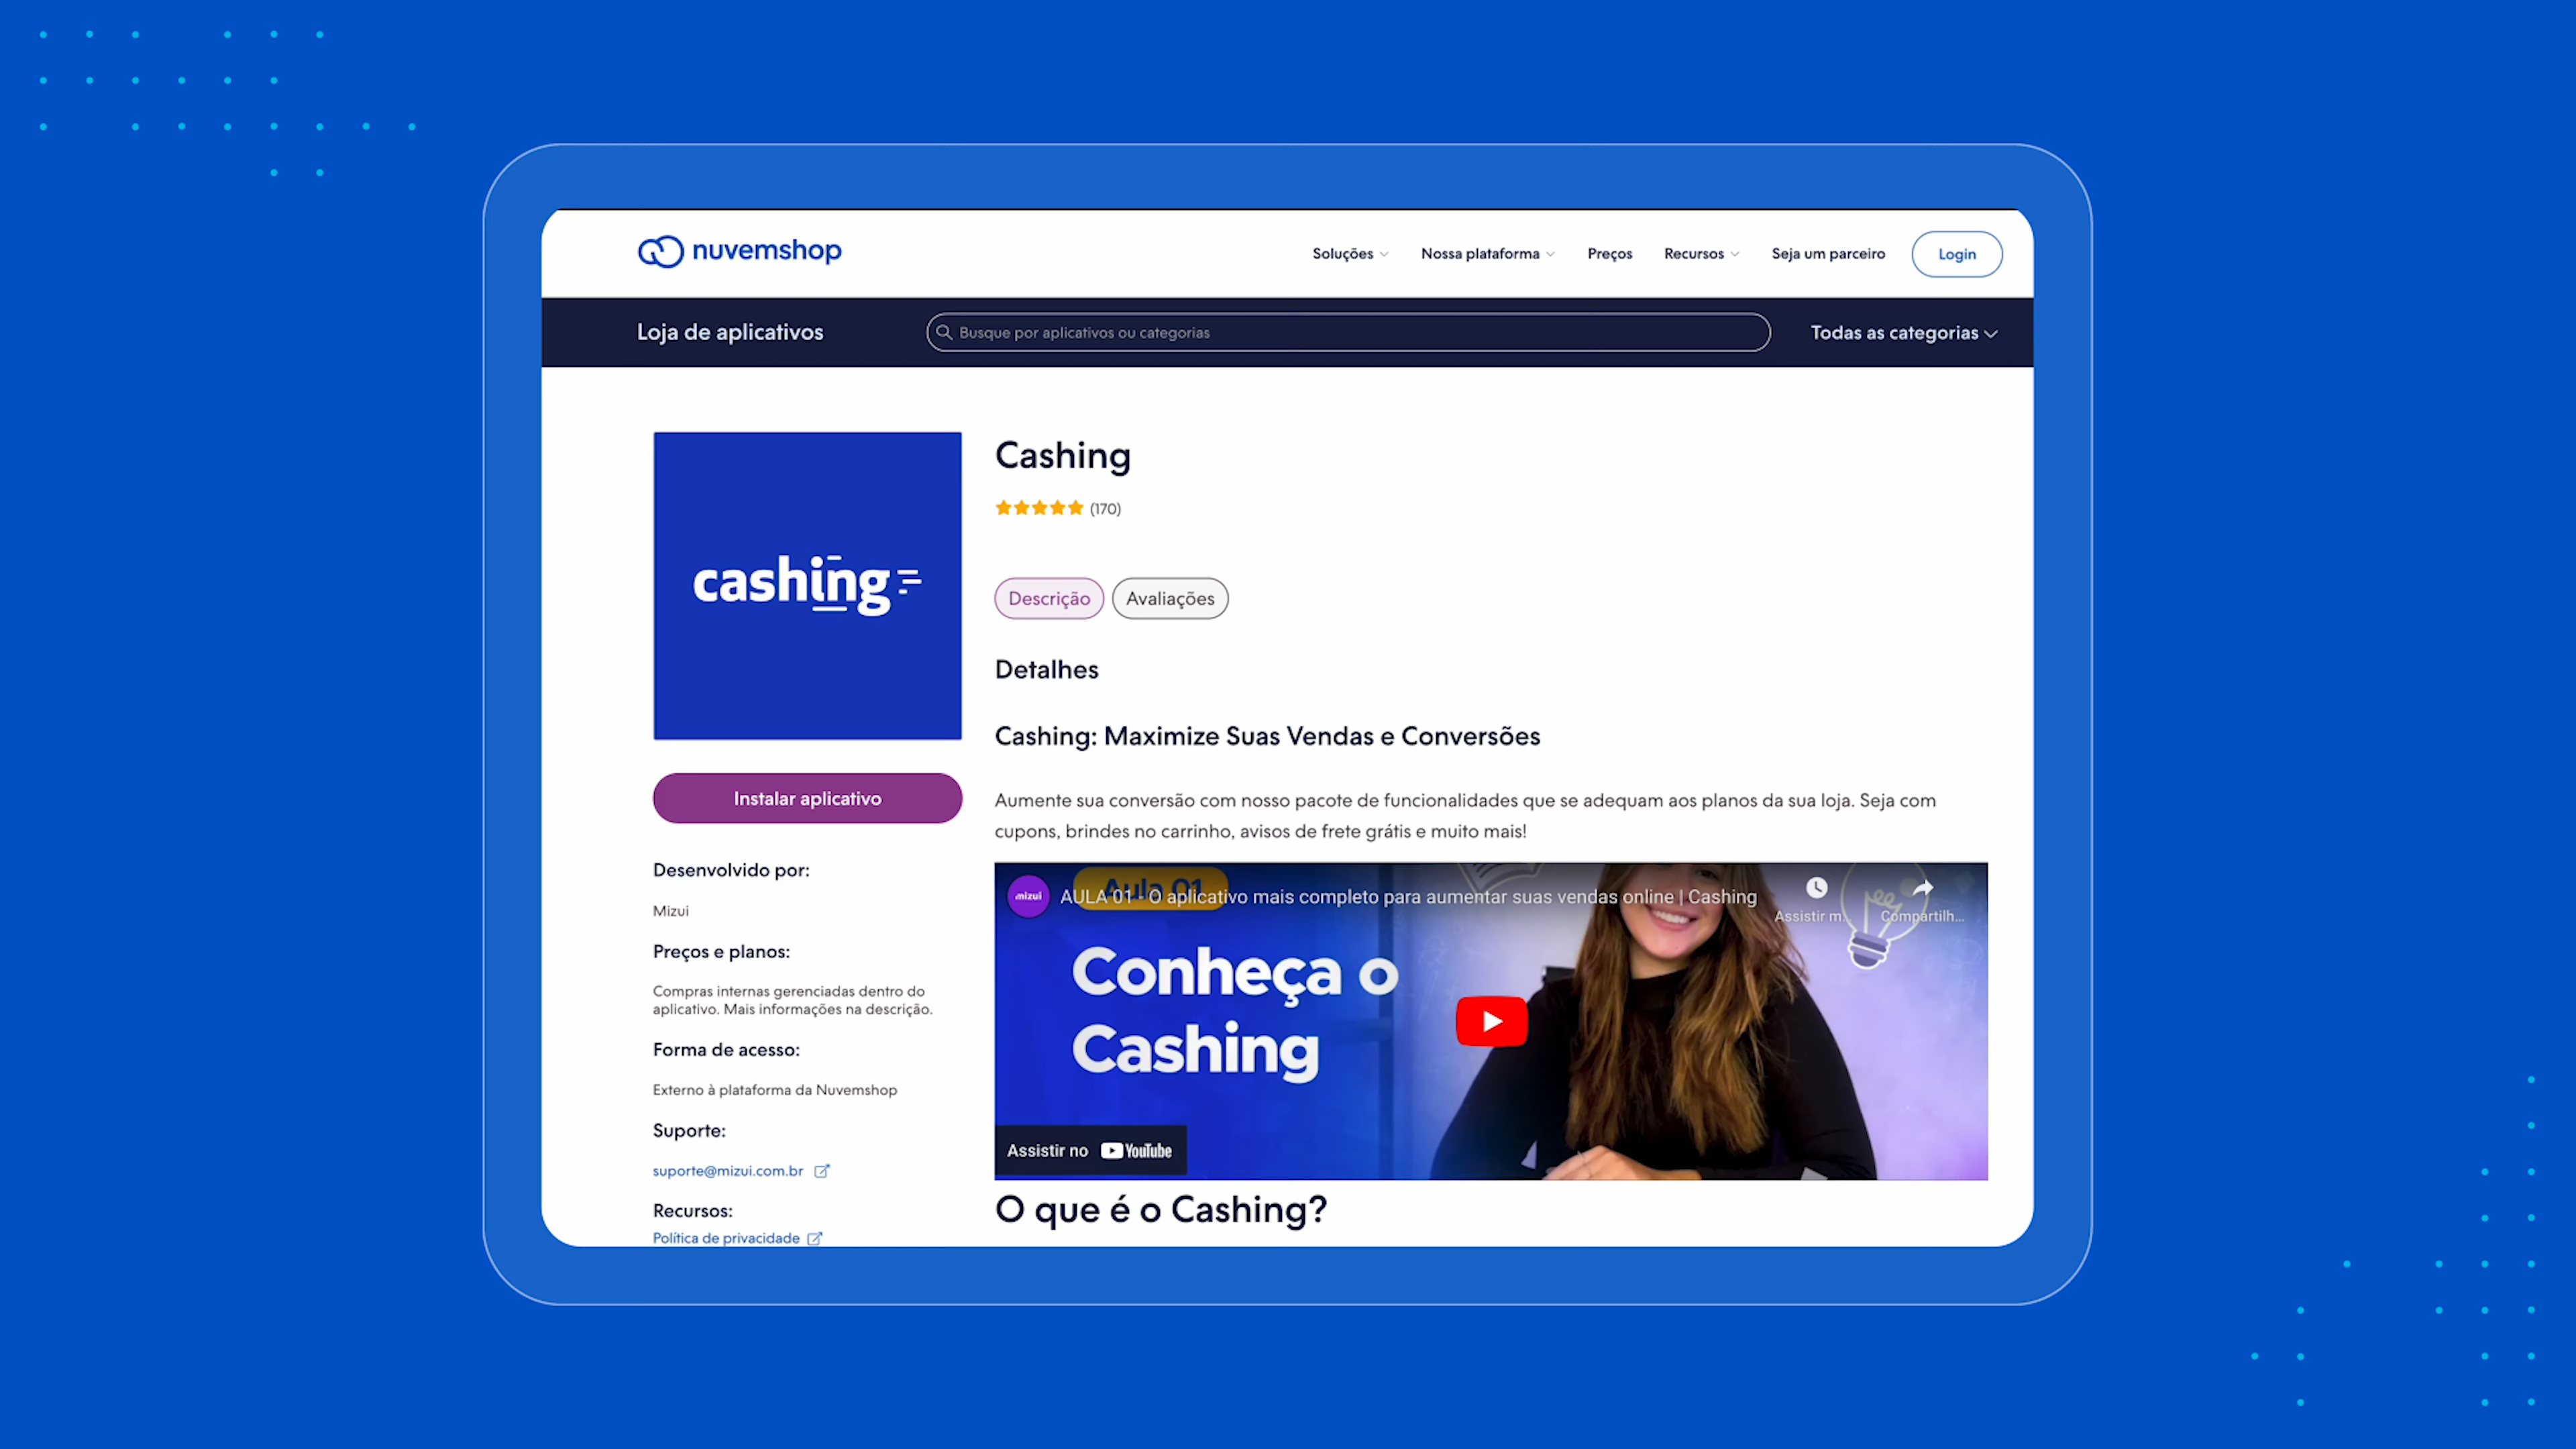 nuvemshop
Soluções
Nossa plataforma
Preços
Recursos
Seja um parceiro
Login
Loja de aplicativos
Busque por aplicativos ou categorias
Todas as categorias
cashing
Instalar aplicativo
Desenvolvido por:
Mizui
Preços e planos:
Compras internas gerenciadas dentro do
aplicativo. Mais informações na descrição.
Forma de acesso:
Externo à plataforma da Nuvemshop
Suporte:
suporte@mizui.com.br
Recursos:
Política de privacidade
Cashing
(170)
Descrição
Avaliações
Detalhes
Cashing: Maximize Suas Vendas e Conversões
Aumente sua conversão com nosso pacote de funcionalidades que se adequam aos planos da sua loja. Seja com
cupons, brindes no carrinho, avisos de frete grátis e muito mais!
Aula 01
mizui
AULA 01 - O aplicativo mais completo para aumentar suas vendas online | Cashing
Assistir m...
Compartilh...
Conheça o
Cashing
Assistir no YouTube
O que é o Cashing?